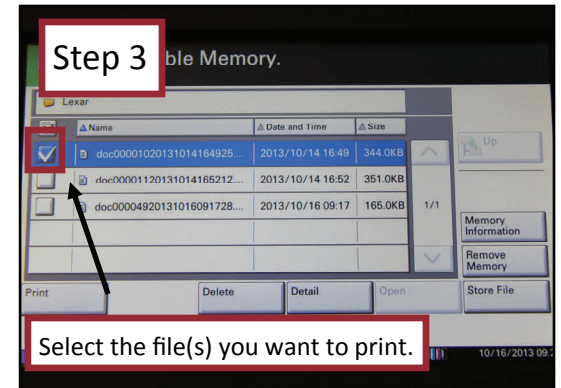 Step 3
ble Memory.
Lexar
Name Date and Time Size
doc00001020131014164925.... 2013/10/14 16:49 344.0KB
Up
doc00001120131014165212.... 2013/10/14 16:52 351.0KB
doc00004920131016091728.... 2013/10/16 09:17 165.0KB
1/1
Memory
Information
Remove
Memory
Print Delete Detail Open Store File
Select the file(s) you want to print.
10/16/2013 09: